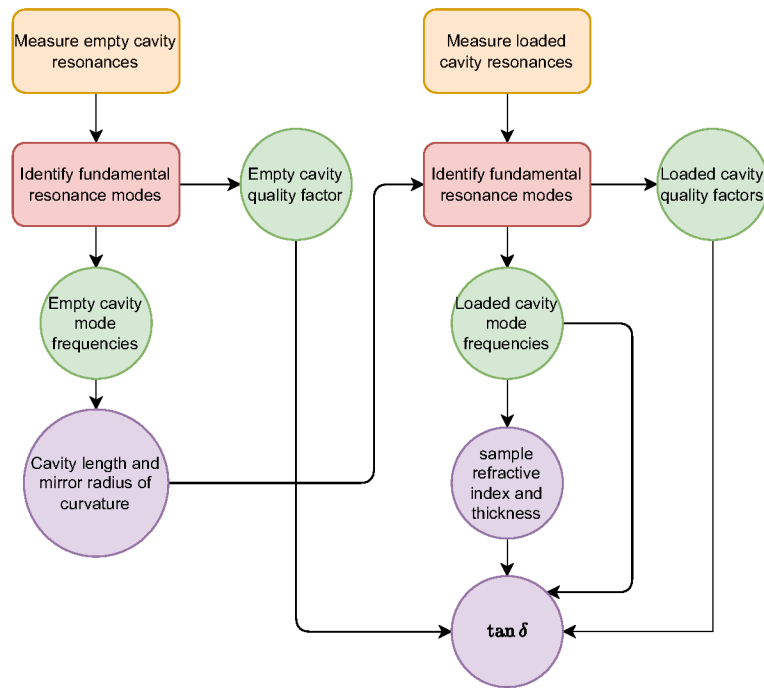 Measure empty cavity
resonances
Measure loaded
cavity resonances
Identify fundamental
resonance modes
Empty cavity
quality factor
Identify fundamental
resonance modes
Loaded cavity
quality factors
Empty cavity
mode
frequencies
Loaded cavity
mode
frequencies
Cavity length and
mirror radius of
curvature
sample
refractive
index and
thickness
tan δ